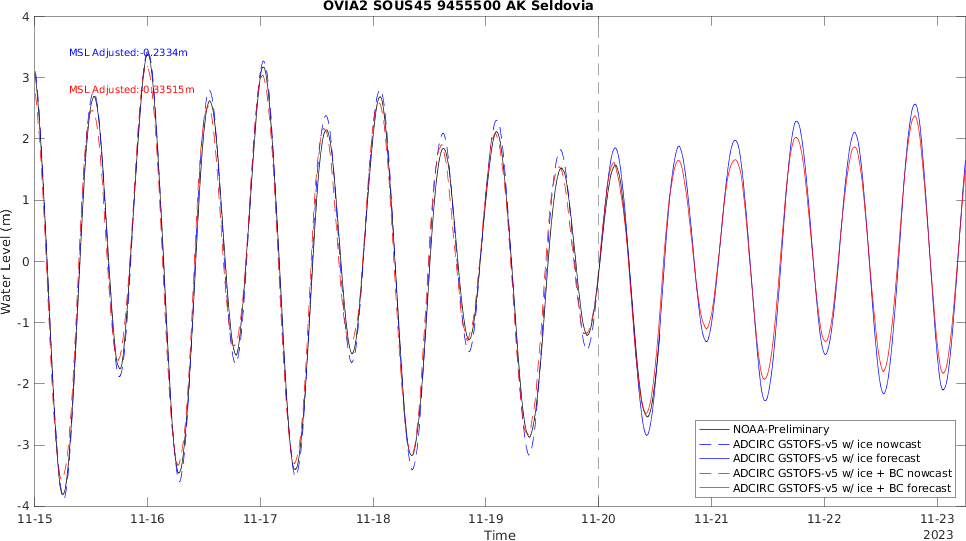 OVIA2 SOUS45 9455500 AK Seldovia
4
3
2
1
0
-1
-2
-3
-4
Water Level (m)
MSL Adjusted:-0.2334m
MSL Adjusted:-0.33515m
NOAA-Preliminary
ADCIRC GSTOFS-v5 w/ ice nowcast
ADCIRC GSTOFS-v5 w/ ice forecast
ADCIRC GSTOFS-v5 w/ ice + BC nowcast
ADCIRC GSTOFS-v5 w/ ice + BC forecast
11-15 11-16 11-17 11-18 11-19 11-20 11-21 11-22 11-23
Time
2023